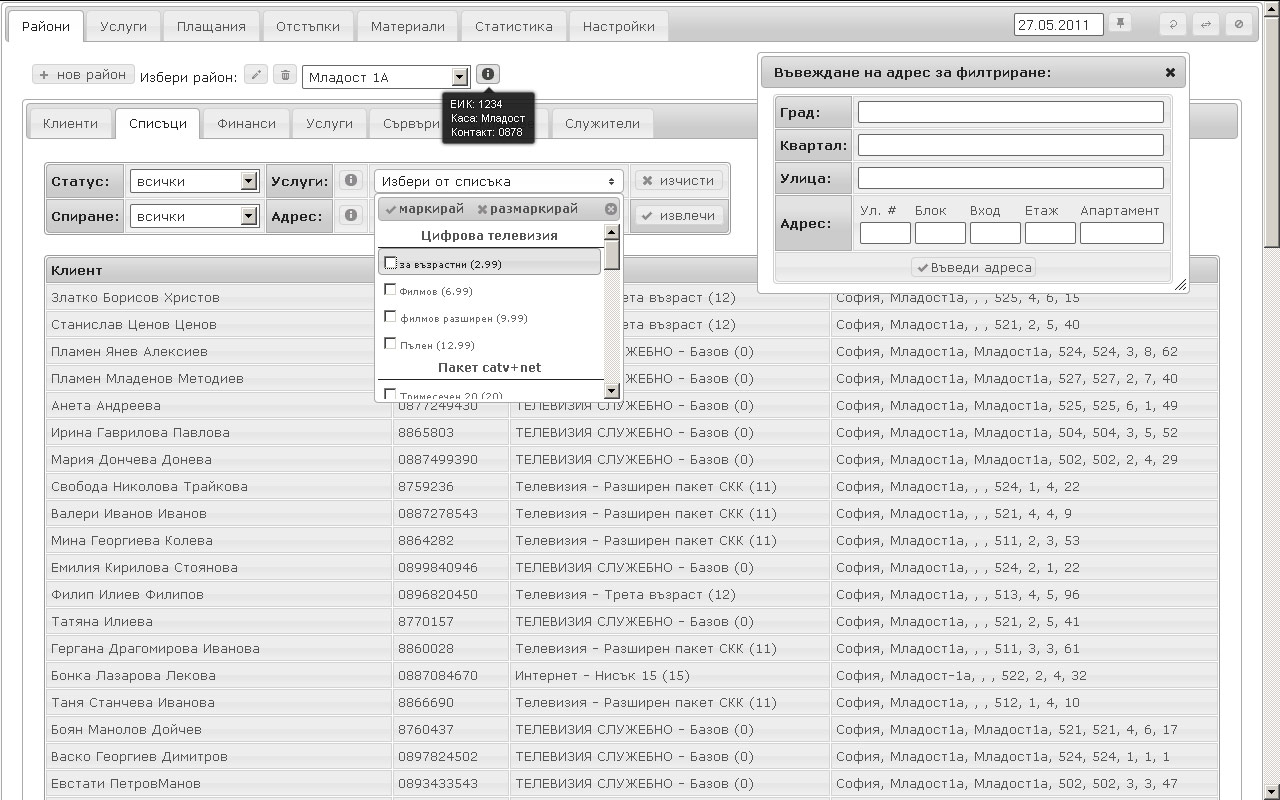 Райони Услуги Плащания Отстъпки Материали Статистика Настройки 27.05.2011
+ нов район Избери район: Младост 1А
ЕИК: 1234
Каса: Младост
Контакт: 0878
Клиенти Списъци Финанси Услуги Сървъри Служители
Статус: всички Услуги: Избери от списъка изчисти
Спиране: всички Адрес: извлечи
маркирай размаркирай
Цифрова телевизия
за възрастни (2.99)
Филмов (6.99)
филмов разширен (9.99)
Пълен (12.99)
Пакет catv+net
Тримесечен 20 (20)
Въвеждане на адрес за филтриране:
Град:
Квартал:
Улица:
Ул. # Блок Вход Етаж Апартамент
Адрес:
Въведи адреса
Клиент
Златко Борисов Христов рета възраст (12) София, Младост1а, , , 525, 4, 6, 15
Станислав Ценов Ценов рета възраст (12) София, Младост1а, , , 521, 2, 5, 40
Пламен Янев Алексиев УЖЕБНО - Базов (0) София, Младост1а, Младост1а, 524, 524, 3, 8, 62
Пламен Младенов Методиев УЖЕБНО - Базов (0) София, Младост1а, Младост1а, 527, 527, 2, 7, 40
Анета Андреева 0877249430 ТЕЛЕВИЗИЯ СЛУЖЕБНО - Базов (0) София, Младост1а, Младост1а, 525, 525, 6, 1, 49
Ирина Гаврилова Павлова 8865803 ТЕЛЕВИЗИЯ СЛУЖЕБНО - Базов (0) София, Младост1а, Младост1а, 504, 504, 3, 5, 52
Мария Дончева Донева 0887499390 ТЕЛЕВИЗИЯ СЛУЖЕБНО - Базов (0) София, Младост1а, Младост1а, 502, 502, 2, 4, 29
Свобода Николова Трайкова 8759236 Телевизия - Разширен пакет СКК (11) София, Младост1а, , , 524, 1, 4, 22
Валери Иванов Иванов 0887278543 Телевизия - Разширен пакет СКК (11) София, Младост1а, , , 521, 4, 4, 9
Мина Георгиева Колева 8864282 Телевизия - Разширен пакет СКК (11) София, Младост1а, , , 511, 2, 3, 53
Емилия Кирилова Стоянова 0899840946 ТЕЛЕВИЗИЯ СЛУЖЕБНО - Базов (0) София, Младост1а, , , 524, 2, 1, 22
Филип Илиев Филипов 0896820450 Телевизия - Трета възраст (12) София, Младост1а, , , 513, 4, 5, 96
Татяна Илиева 8770157 ТЕЛЕВИЗИЯ СЛУЖЕБНО - Базов (0) София, Младост1а, , , 521, 2, 5, 41
Гергана Драгомирова Иванова 8860028 Телевизия - Разширен пакет СКК (11) София, Младост1а, , , 511, 3, 3, 61
Бонка Лазарова Лекова 0887084670 Интернет - Нисък 15 (15) София, Младост-1а, , , 522, 2, 4, 32
Таня Станчева Иванова 8866690 Телевизия - Разширен пакет СКК (11) София, Младост1а, , , 512, 1, 4, 10
Боян Манолов Дойчев 8760437 ТЕЛЕВИЗИЯ СЛУЖЕБНО - Базов (0) София, Младост1а, Младост1а, 521, 521, 4, 6, 17
Васко Георгиев Димитров 0897824502 ТЕЛЕВИЗИЯ СЛУЖЕБНО - Базов (0) София, Младост1а, Младост1а, 524, 524, 1, 1, 1
Евстати ПетровМанов 0893433543 ТЕЛЕВИЗИЯ СЛУЖЕБНО - Базов (0) София, Младост1а, Младост1а, 502, 502, 3, 3, 47